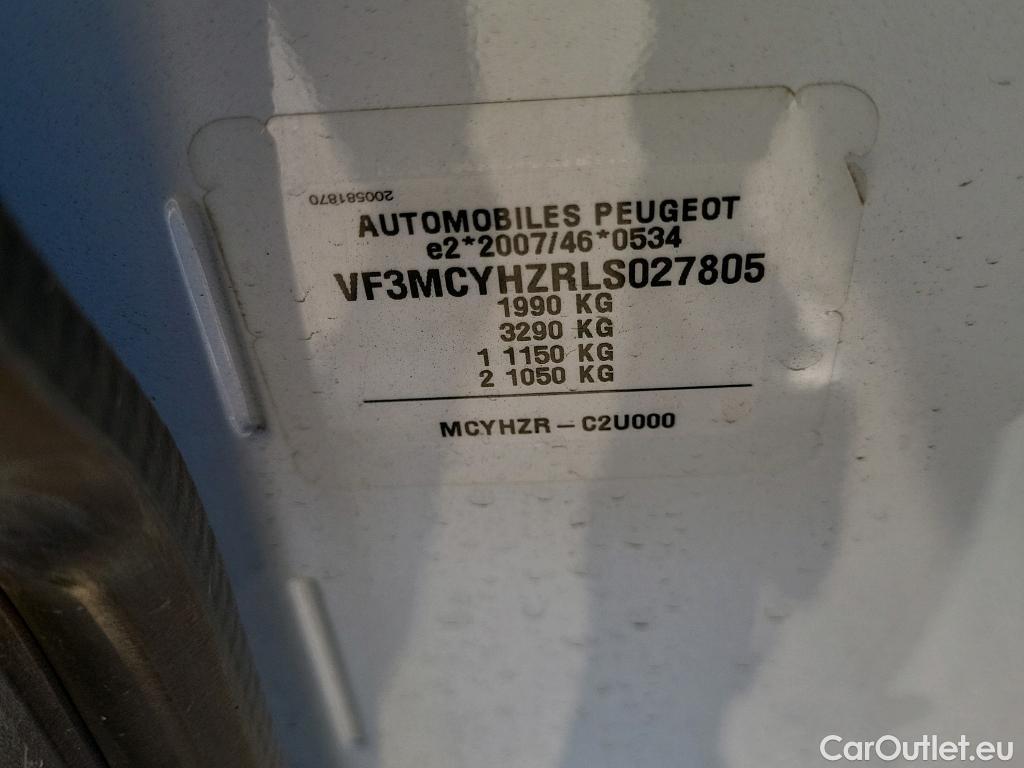 200581870
AUTOMOBILES PEUGEOT
e2*2007/46*0534
VF3MCYHZRLS027805
1990 KG
3290 KG
1 1150 KG
2 1050 KG
MCYHZR – C2U000
CarOutlet.eu